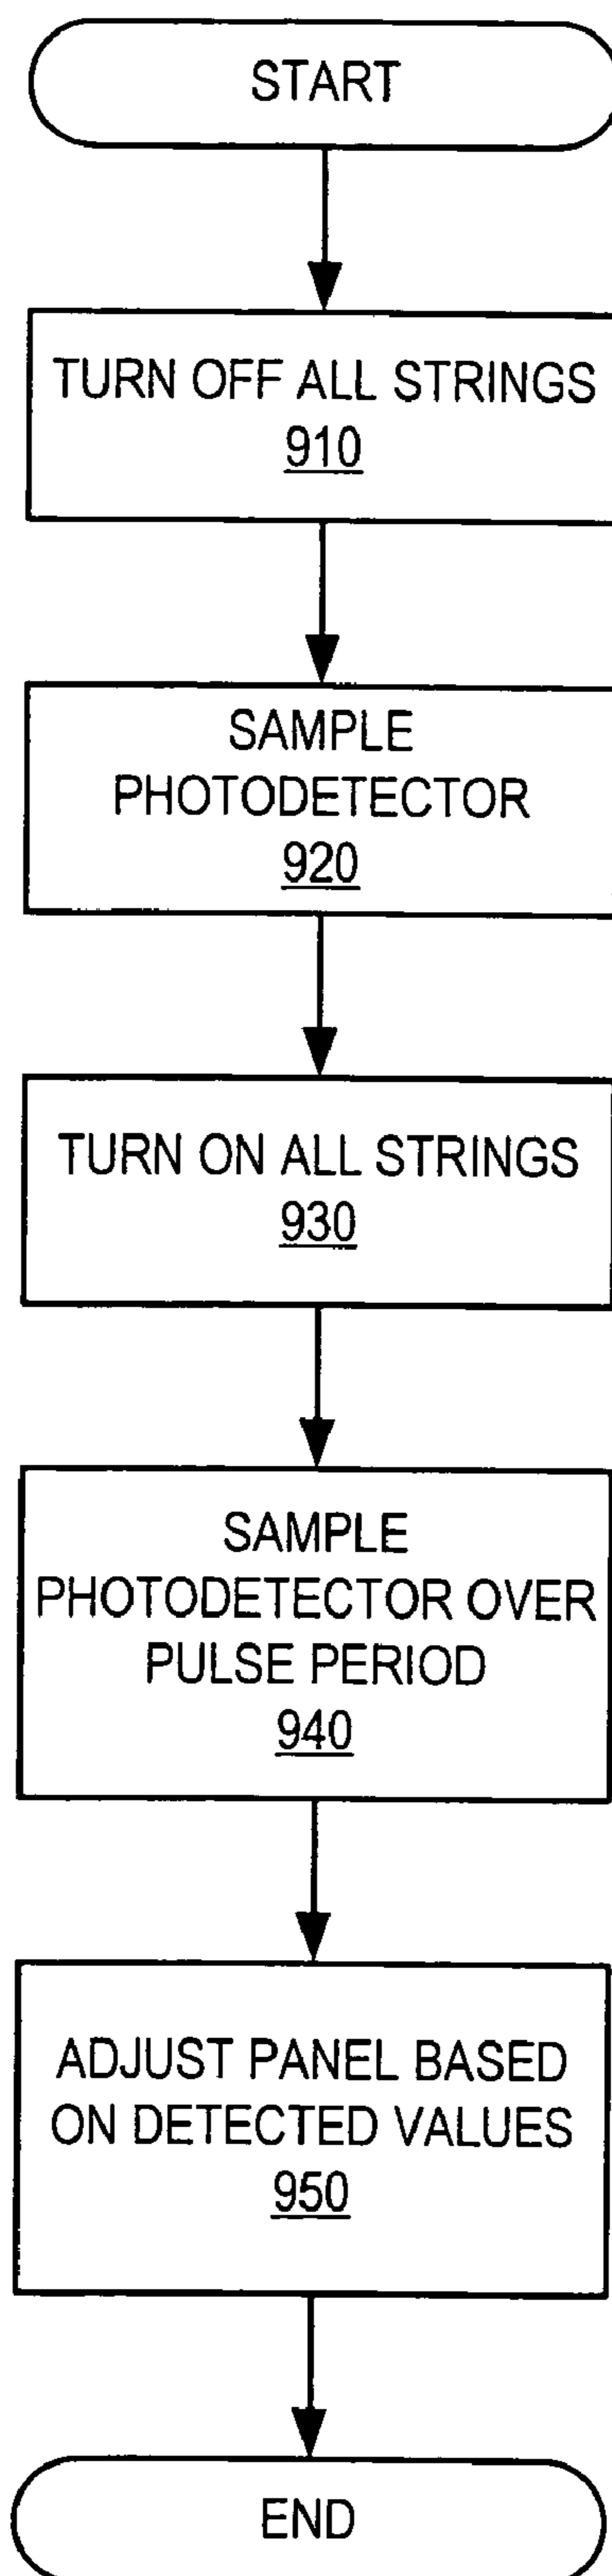 START
TURN OFF ALL STRINGS
910
SAMPLE
PHOTODETECTOR
920
TURN ON ALL STRINGS
930
SAMPLE
PHOTODETECTOR OVER
PULSE PERIOD
940
ADJUST PANEL BASED
ON DETECTED VALUES
950
END